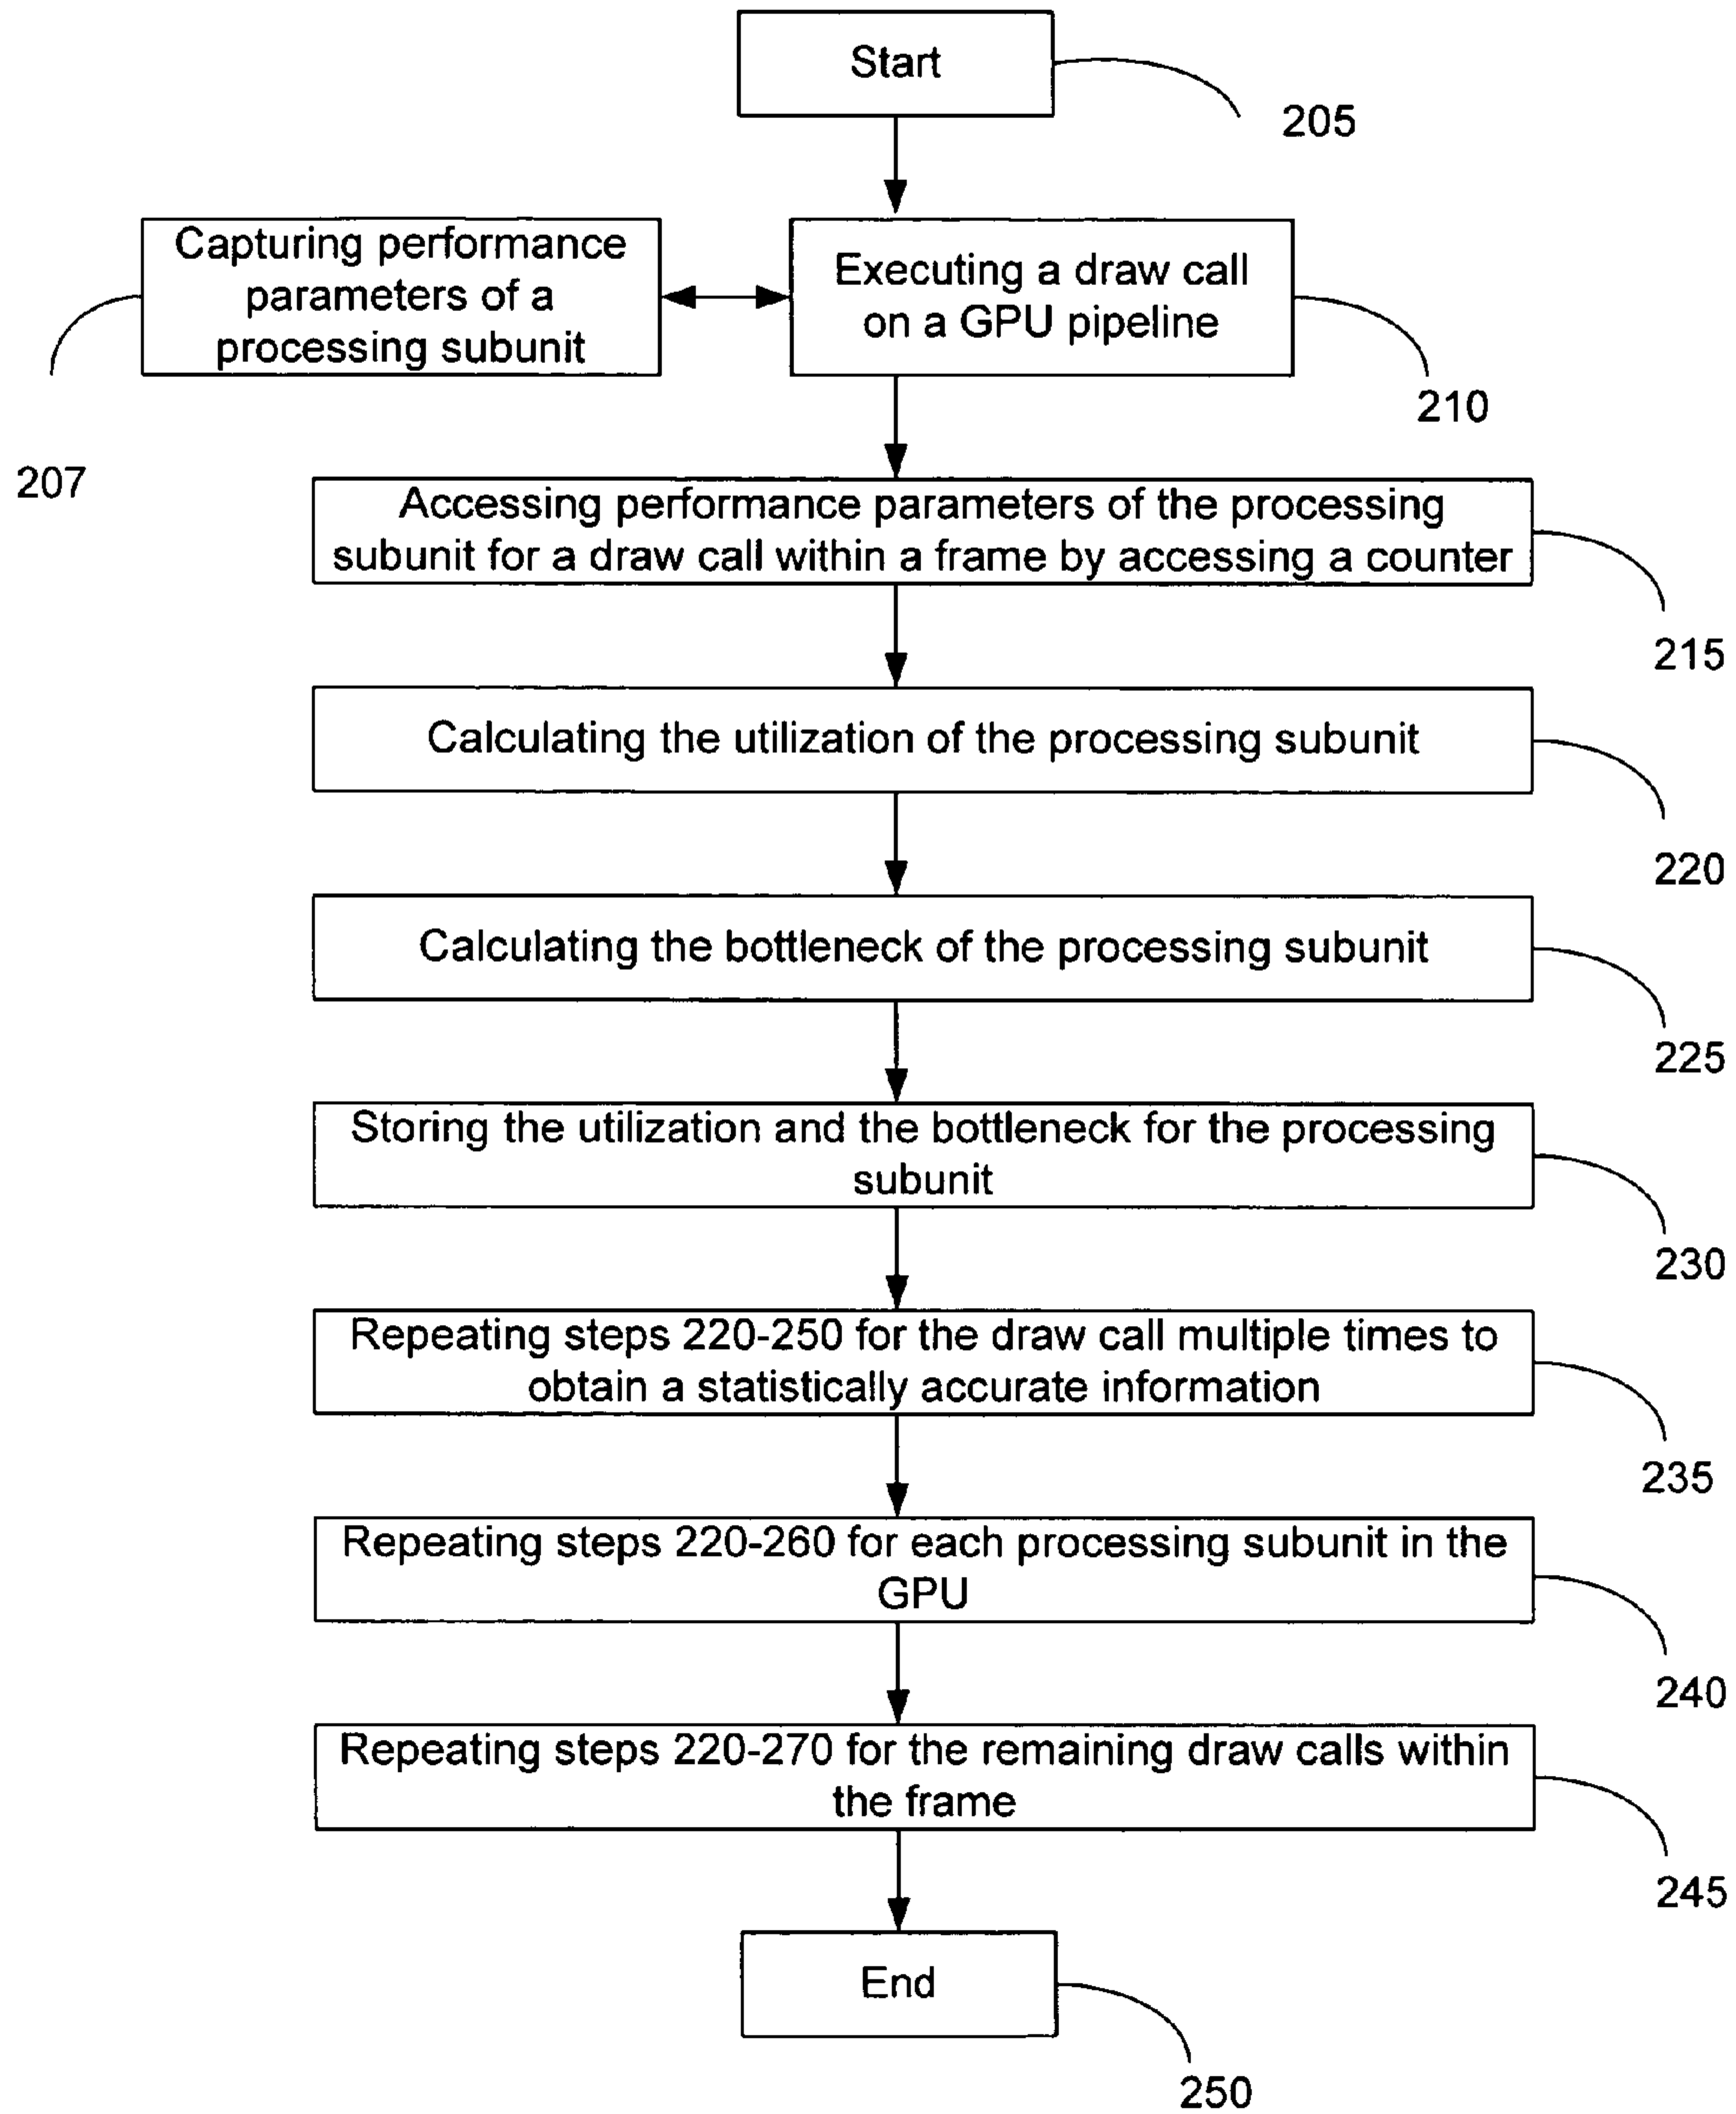 Start
205
Capturing performance
parameters of a
processing subunit
207
Executing a draw call
on a GPU pipeline
210
Accessing performance parameters of the processing
subunit for a draw call within a frame by accessing a counter
215
Calculating the utilization of the processing subunit
220
Calculating the bottleneck of the processing subunit
225
Storing the utilization and the bottleneck for the processing
subunit
230
Repeating steps 220-250 for the draw call multiple times to
obtain a statistically accurate information
235
Repeating steps 220-260 for each processing subunit in the
GPU
240
Repeating steps 220-270 for the remaining draw calls within
the frame
245
End
250